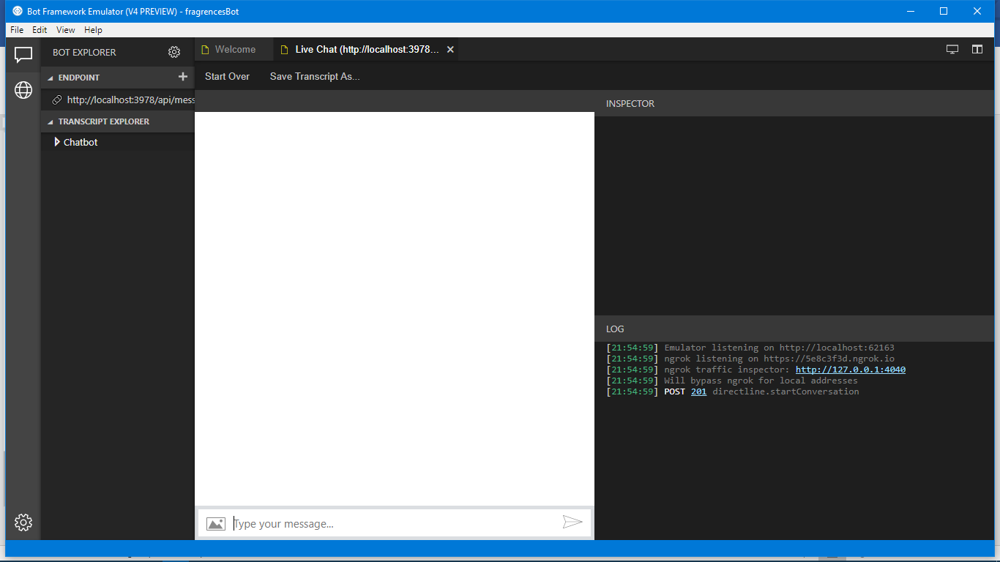 Bot Framework Emulator (V4 PREVIEW) - fragrencesBot
File Edit View Help
BOT EXPLORER
Welcome
Live Chat (http://localhost:3978...
ENDPOINT
Start Over Save Transcript As...
http://localhost:3978/api/mess
INSPECTOR
TRANSCRIPT EXPLORER
Chatbot
LOG
[21:54:59] Emulator listening on http://localhost:62163
[21:54:59] ngrok listening on https://5e8c3f3d.ngrok.io
[21:54:59] ngrok traffic inspector: http://127.0.0.1:4040
[21:54:59] Will bypass ngrok for local addresses
[21:54:59] POST 201 directline.startConversation
Type your message...